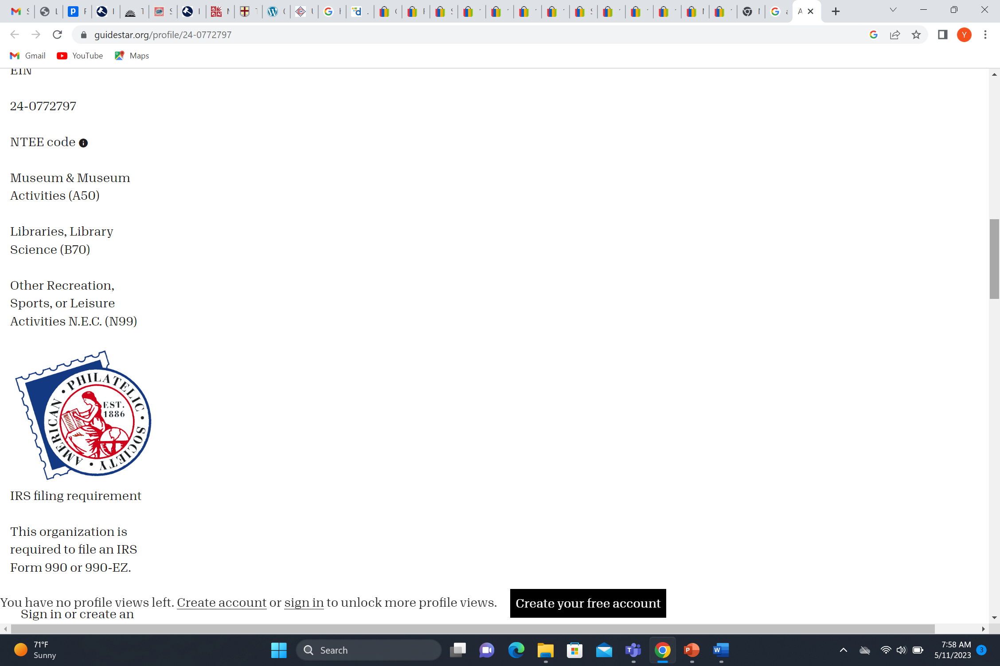 guidestar.org/profile/24-0772797
Y
Gmail
YouTube
Maps
EIN
24-0772797
NTEE code
Museum & Museum
Activities (A50)
Libraries, Library
Science (B70)
Other Recreation,
Sports, or Leisure
Activities N.E.C. (N99)
AMERICAN • PHILATELIC • SOCIETY •
EST.
1886
IRS filing requirement
This organization is
required to file an IRS
Form 990 or 990-EZ.
You have no profile views left. Create account or sign in to unlock more profile views.
Create your free account
Sign in or create an
71°F
Sunny
Search
7:58 AM
5/11/2023
3